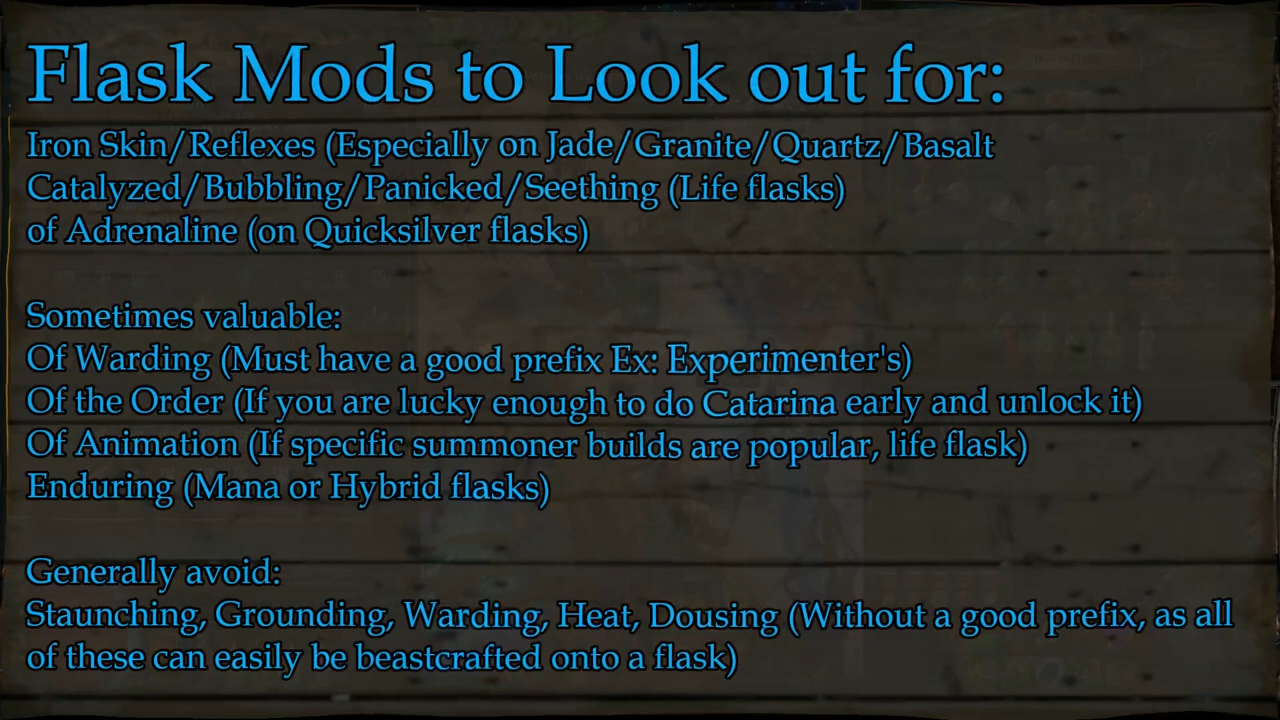 Flask Mods to Look out for:
Iron Skin/Reflexes (Especially on Jade/Granite/Quartz/Basalt
Catalyzed/Bubbling/Panicked/Seething (Life flasks)
of Adrenaline (on Quicksilver flasks)
Sometimes valuable:
Of Warding (Must have a good prefix Ex: Experimenter's)
Of the Order (If you are lucky enough to do Catarina early and unlock it)
Of Animation (If specific summoner builds are popular, life flask)
Enduring (Mana or Hybrid flasks)
Generally avoid:
Staunching, Grounding, Warding, Heat, Dousing (Without a good prefix, as all
of these can easily be beastcrafted onto a flask)